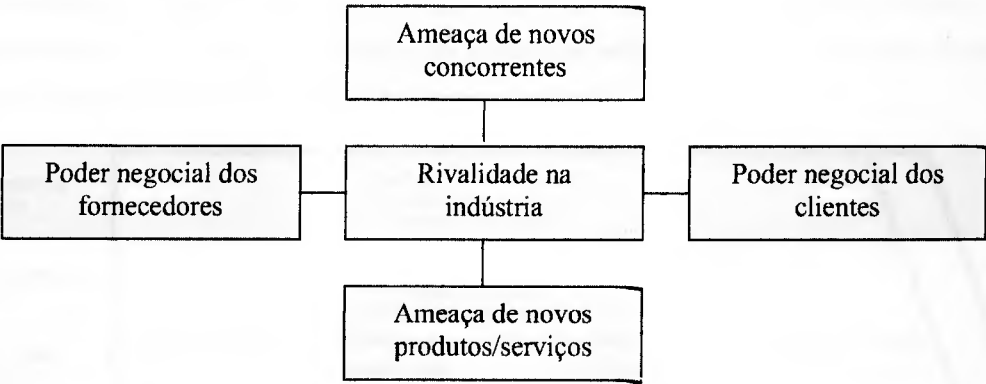 Ameaça de novos
concorrentes
Poder negocial dos
fornecedores
Rivalidade na
indústria
Poder negocial dos
clientes
Ameaça de novos
produtos/serviços